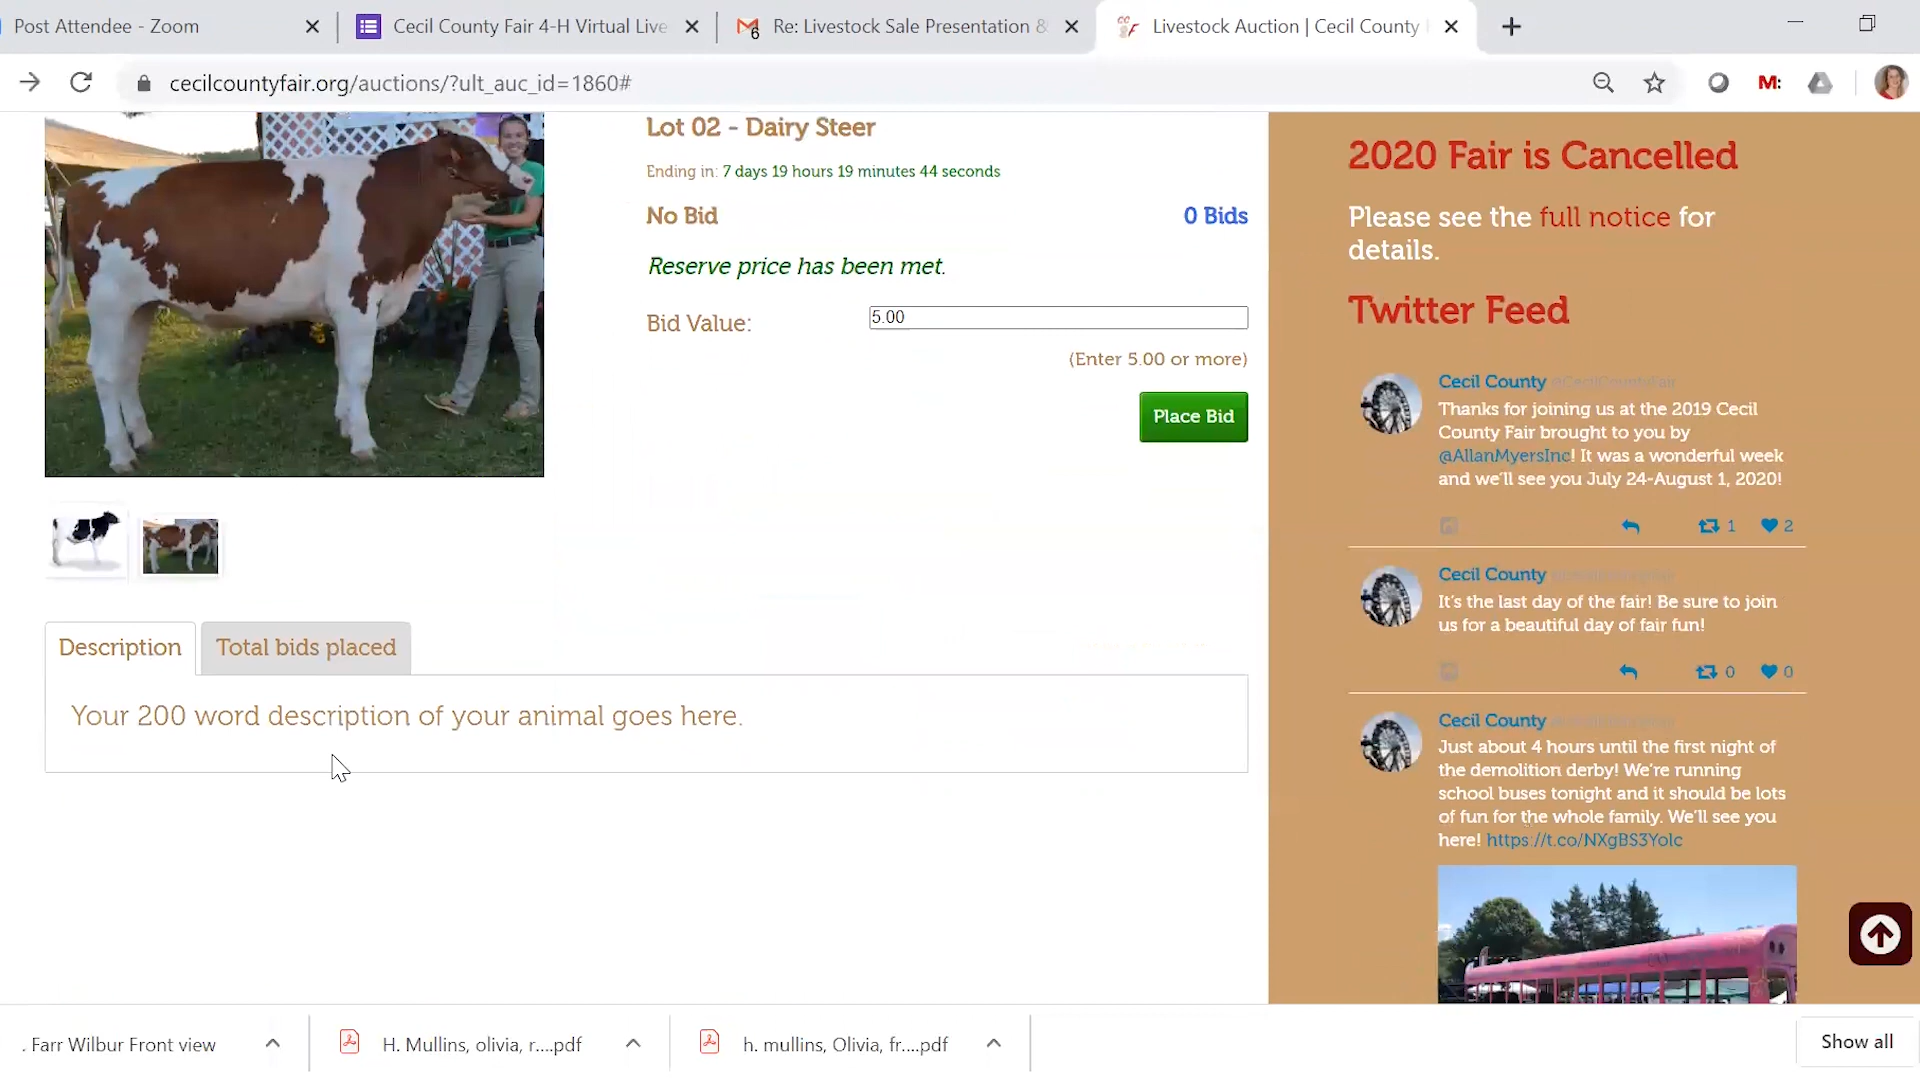 Post Attendee - Zoom
Cecil County Fair 4-H Virtual Live
6
Re: Livestock Sale Presentation &
Livestock Auction | Cecil County
cecilcountyfair.org/auctions/?ult_auc_id=1860#
M:
Lot 02 - Dairy Steer
Ending in: 7 days 19 hours 19 minutes 44 seconds
No Bid
0 Bids
Reserve price has been met.
Bid Value:
5.00
(Enter 5.00 or more)
Place Bid
Description
Total bids placed
Your 200 word description of your animal goes here.
2020 Fair is Cancelled
Please see the full notice for
details.
Twitter Feed
Cecil County @CecilCountyFair
Thanks for joining us at the 2019 Cecil
County Fair brought to you by
@AllanMyersInc! It was a wonderful week
and we'll see you July 24-August 1, 2020!
1
2
Cecil County
It's the last day of the fair! Be sure to join
us for a beautiful day of fair fun!
0
0
Cecil County
Just about 4 hours until the first night of
the demolition derby! We're running
school buses tonight and it should be lots
of fun for the whole family. We'll see you
here! https://t.co/NXgBS3Yolc
. Farr Wilbur Front view
H. Mullins, olivia, r....pdf
h. mullins, Olivia, fr....pdf
Show all